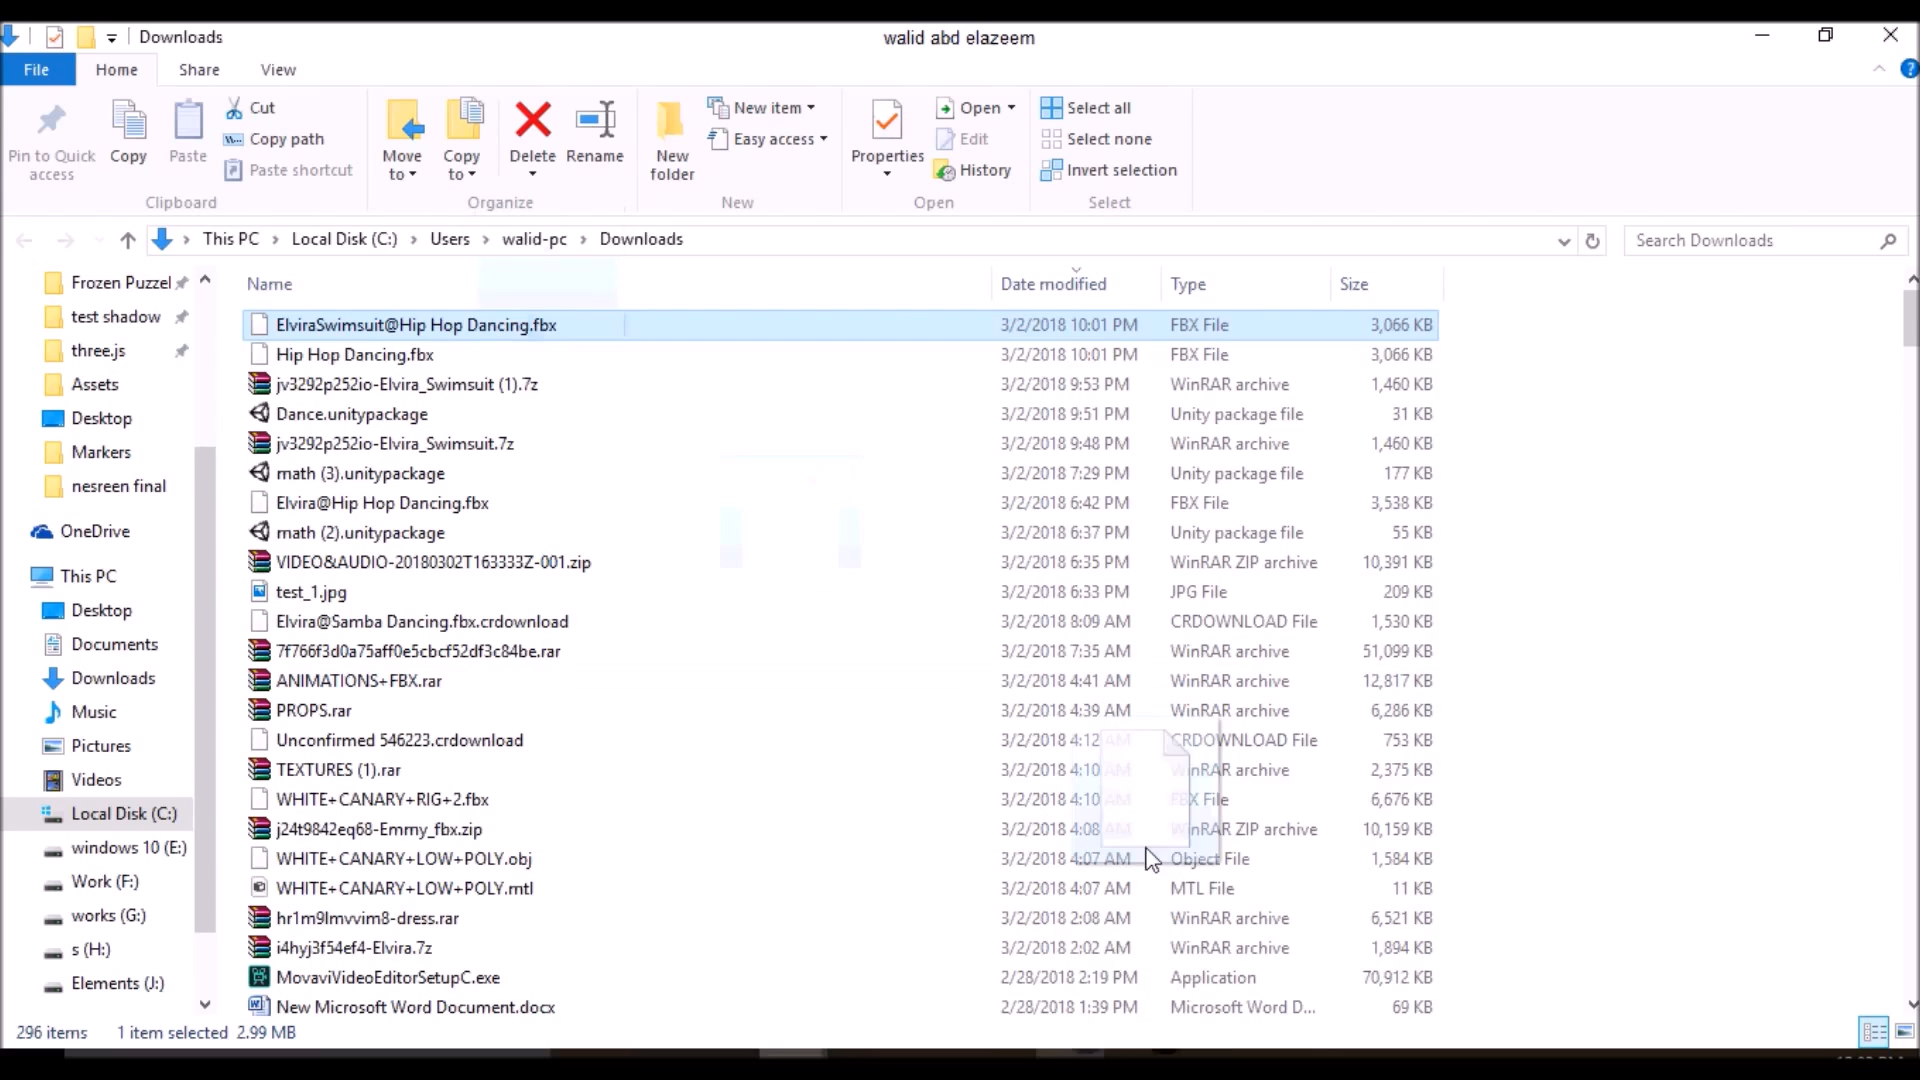 Downloads
walid abd elazeem
File Home Share View
Pin to Quick access
Copy
Paste
Cut
Copy path
Paste shortcut
Clipboard
Move to
Copy to
Delete
Rename
Organize
New folder
New item
Easy access
New
Properties
Open
Edit
History
Open
Select all
Select none
Invert selection
Select
This PC > Local Disk (C:) > Users > walid-pc > Downloads
Search Downloads
Frozen Puzzel
test shadow
three.js
Assets
Desktop
Markers
nesreen final
OneDrive
This PC
Desktop
Documents
Downloads
Music
Pictures
Videos
Local Disk (C:)
windows 10 (E:)
Work (F:)
works (G:)
s (H:)
Elements (J:)
Name Date modified Type Size
ElviraSwimsuit@Hip Hop Dancing.fbx 3/2/2018 10:01 PM FBX File 3,066 KB
Hip Hop Dancing.fbx 3/2/2018 10:01 PM FBX File 3,066 KB
jv3292p252io-Elvira_Swimsuit (1).7z 3/2/2018 9:53 PM WinRAR archive 1,460 KB
Dance.unitypackage 3/2/2018 9:51 PM Unity package file 31 KB
jv3292p252io-Elvira_Swimsuit.7z 3/2/2018 9:48 PM WinRAR archive 1,460 KB
math (3).unitypackage 3/2/2018 7:29 PM Unity package file 177 KB
Elvira@Hip Hop Dancing.fbx 3/2/2018 6:42 PM FBX File 3,538 KB
math (2).unitypackage 3/2/2018 6:37 PM Unity package file 55 KB
VIDEO&AUDIO-20180302T163333Z-001.zip 3/2/2018 6:35 PM WinRAR ZIP archive 10,391 KB
test_1.jpg 3/2/2018 6:33 PM JPG File 209 KB
Elvira@Samba Dancing.fbx.crdownload 3/2/2018 8:09 AM CRDOWNLOAD File 1,530 KB
7f766f3d0a75aff0e5cbcf52df3c84be.rar 3/2/2018 7:35 AM WinRAR archive 51,099 KB
ANIMATIONS+FBX.rar 3/2/2018 4:41 AM WinRAR archive 12,817 KB
PROPS.rar 3/2/2018 4:39 AM WinRAR archive 6,286 KB
Unconfirmed 546223.crdownload 3/2/2018 4:12 AM CRDOWNLOAD File 753 KB
TEXTURES (1).rar 3/2/2018 4:10 AM WinRAR archive 2,375 KB
WHITE+CANARY+RIG+2.fbx 3/2/2018 4:10 AM FBX File 6,676 KB
j24t9842eq68-Emmy_fbx.zip 3/2/2018 4:08 AM WinRAR ZIP archive 10,159 KB
WHITE+CANARY+LOW+POLY.obj 3/2/2018 4:07 AM Object File 1,584 KB
WHITE+CANARY+LOW+POLY.mtl 3/2/2018 4:07 AM MTL File 11 KB
hr1m9lmvvim8-dress.rar 3/2/2018 2:08 AM WinRAR archive 6,521 KB
i4hyj3f54ef4-Elvira.7z 3/2/2018 2:02 AM WinRAR archive 1,894 KB
MovaviVideoEditorSetupC.exe 2/28/2018 2:19 PM Application 70,912 KB
New Microsoft Word Document.docx 2/28/2018 1:39 PM Microsoft Word D... 69 KB
296 items 1 item selected 2.99 MB